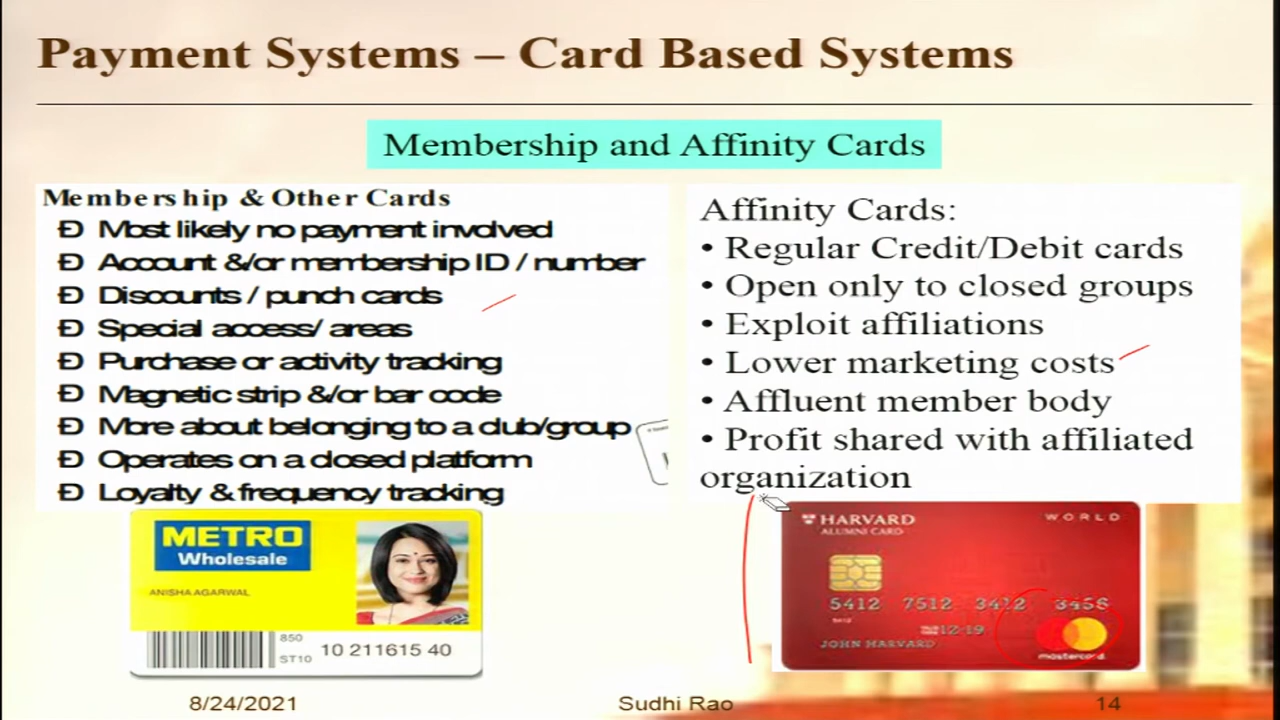 Payment Systems – Card Based Systems
Membership and Affinity Cards
Membership & Other Cards
Ð Most likely no payment involved
Ð Account &/or membership ID / number
Ð Discounts / punch cards
Ð Special access/ areas
Ð Purchase or activity tracking
Ð Magnetic strip &/or bar code
Ð More about belonging to a club/group
Ð Operates on a closed platform
Ð Loyalty & frequency tracking
Affinity Cards:
• Regular Credit/Debit cards
• Open only to closed groups
• Exploit affiliations
• Lower marketing costs
• Affluent member body
• Profit shared with affiliated
organization
METRO
Wholesale
ANISHA AGARWAL
850
ST10 10 211615 40
HARVARD WORLD
ALUMNI CARD
5412 7512 3412 3456
5412
12-19
JOHN HARVARD
mastercard
8/24/2021 Sudhi Rao 14